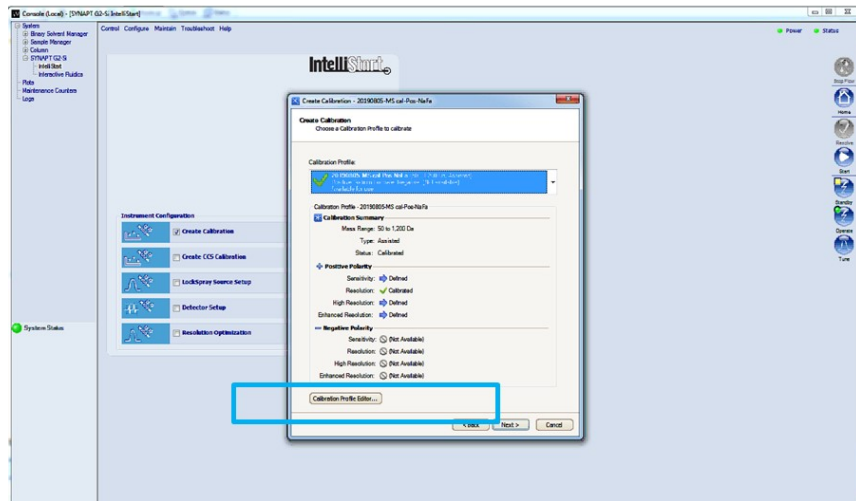 Console (Local) - [SYNAPT G2-Si IntelliStart]
System
Binary Solvent Manager
Sample Manager
Column
SYNAPT G2-Si
IntelliStart
Interactive Fluidics
Plots
Maintenance Counters
Logs
Control Configure Maintain Troubleshoot Help
Power Status
IntelliStart
Instrument Configuration
Create Calibration
Create CCS Calibration
LockSpray Source Setup
Detector Setup
Resolution Optimization
System Status
Create Calibration - 20190805-MS cal-Pos-NaFa
Create Calibration
Choose a Calibration Profile to calibrate
Calibration Profile:
Available for use
Calibration Profile - 20190805-MS cal-Pos-NaFa
Calibration Summary
Mass Range: 50 to 1,200 Da
Type: Assisted
Status: Calibrated
Positive Polarity
Sensitivity: Defined
Resolution: Calibrated
High Resolution: Defined
Enhanced Resolution: Defined
Negative Polarity
Sensitivity: (Not Available)
Resolution: (Not Available)
High Resolution: (Not Available)
Enhanced Resolution: (Not Available)
Calibration Profile Editor...
< Back Next > Cancel
Stop Flow
Home
Resolve
Start
Standby
Operate
Tune